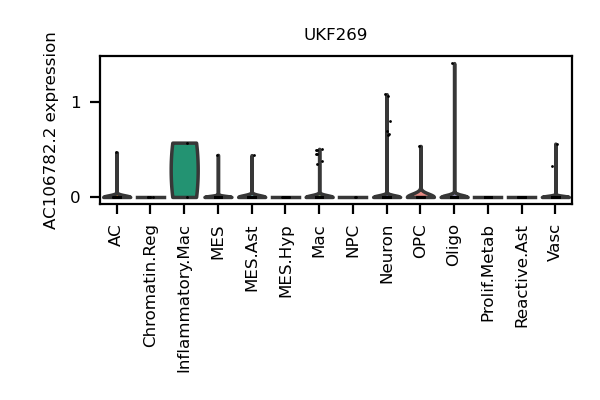 UKF269
AC106782.2 expression
1
0
AC
Chromatin.Reg
Inflammatory.Mac
MES
MES.Ast
MES.Hyp
Mac
NPC
Neuron
OPC
Oligo
Prolif.Metab
Reactive.Ast
Vasc